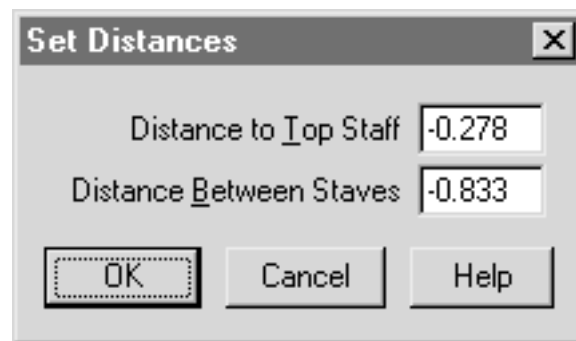 Set Distances
Distance to Top Staff -0.278
Distance Between Staves -0.833
OK Cancel Help